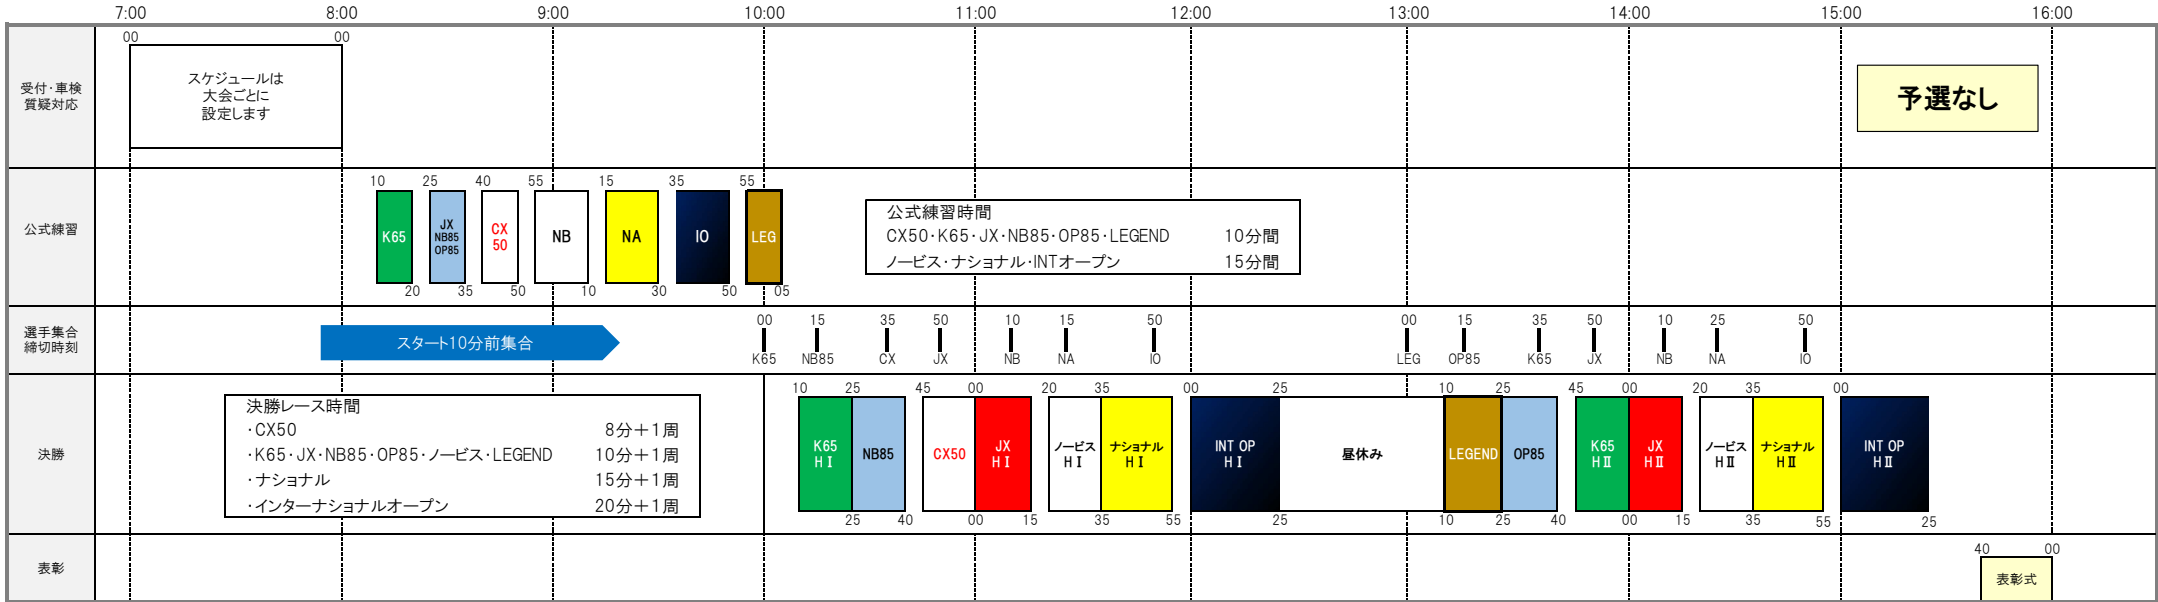 7:00 8:00 9:00 10:00 11:00 12:00 13:00 14:00 15:00 16:00
00 00
受付・車検
質疑対応
スケジュールは
大会ごとに
設定します
予選なし
公式練習
10 25 40 55 15 35 55
K65
JX
NB85
OP85
CX
50
NB
NA
IO
LEG
20 35 50 10 30 50 05
公式練習時間
CX50・K65・JX・NB85・OP85・LEGEND 10分間
ノービス・ナショナル・INTオープン 15分間
選手集合
締切時刻
スタート10分前集合
00 15 35 50 10 15 50 00 15 35 50 10 25 50
K65 NB85 CX JX NB NA IO LEG OP85 K65 JX NB NA IO
決勝
決勝レース時間
・CX50 8分+1周
・K65・JX・NB85・OP85・ノービス・LEGEND 10分+1周
・ナショナル 15分+1周
・インターナショナルオープン 20分+1周
10 25 45 00 20 35 00 25 10 25 45 00 20 35 00
K65
HⅠ
NB85
CX50
JX
HⅠ
ノービス
HⅠ
ナショナル
HⅠ
INT OP
HⅠ
昼休み
LEGEND
OP85
K65
HⅡ
JX
HⅡ
ノービス
HⅡ
ナショナル
HⅡ
INT OP
HⅡ
25 40 00 15 35 55 25 10 25 40 00 15 35 55 25
表彰
40 00
表彰式